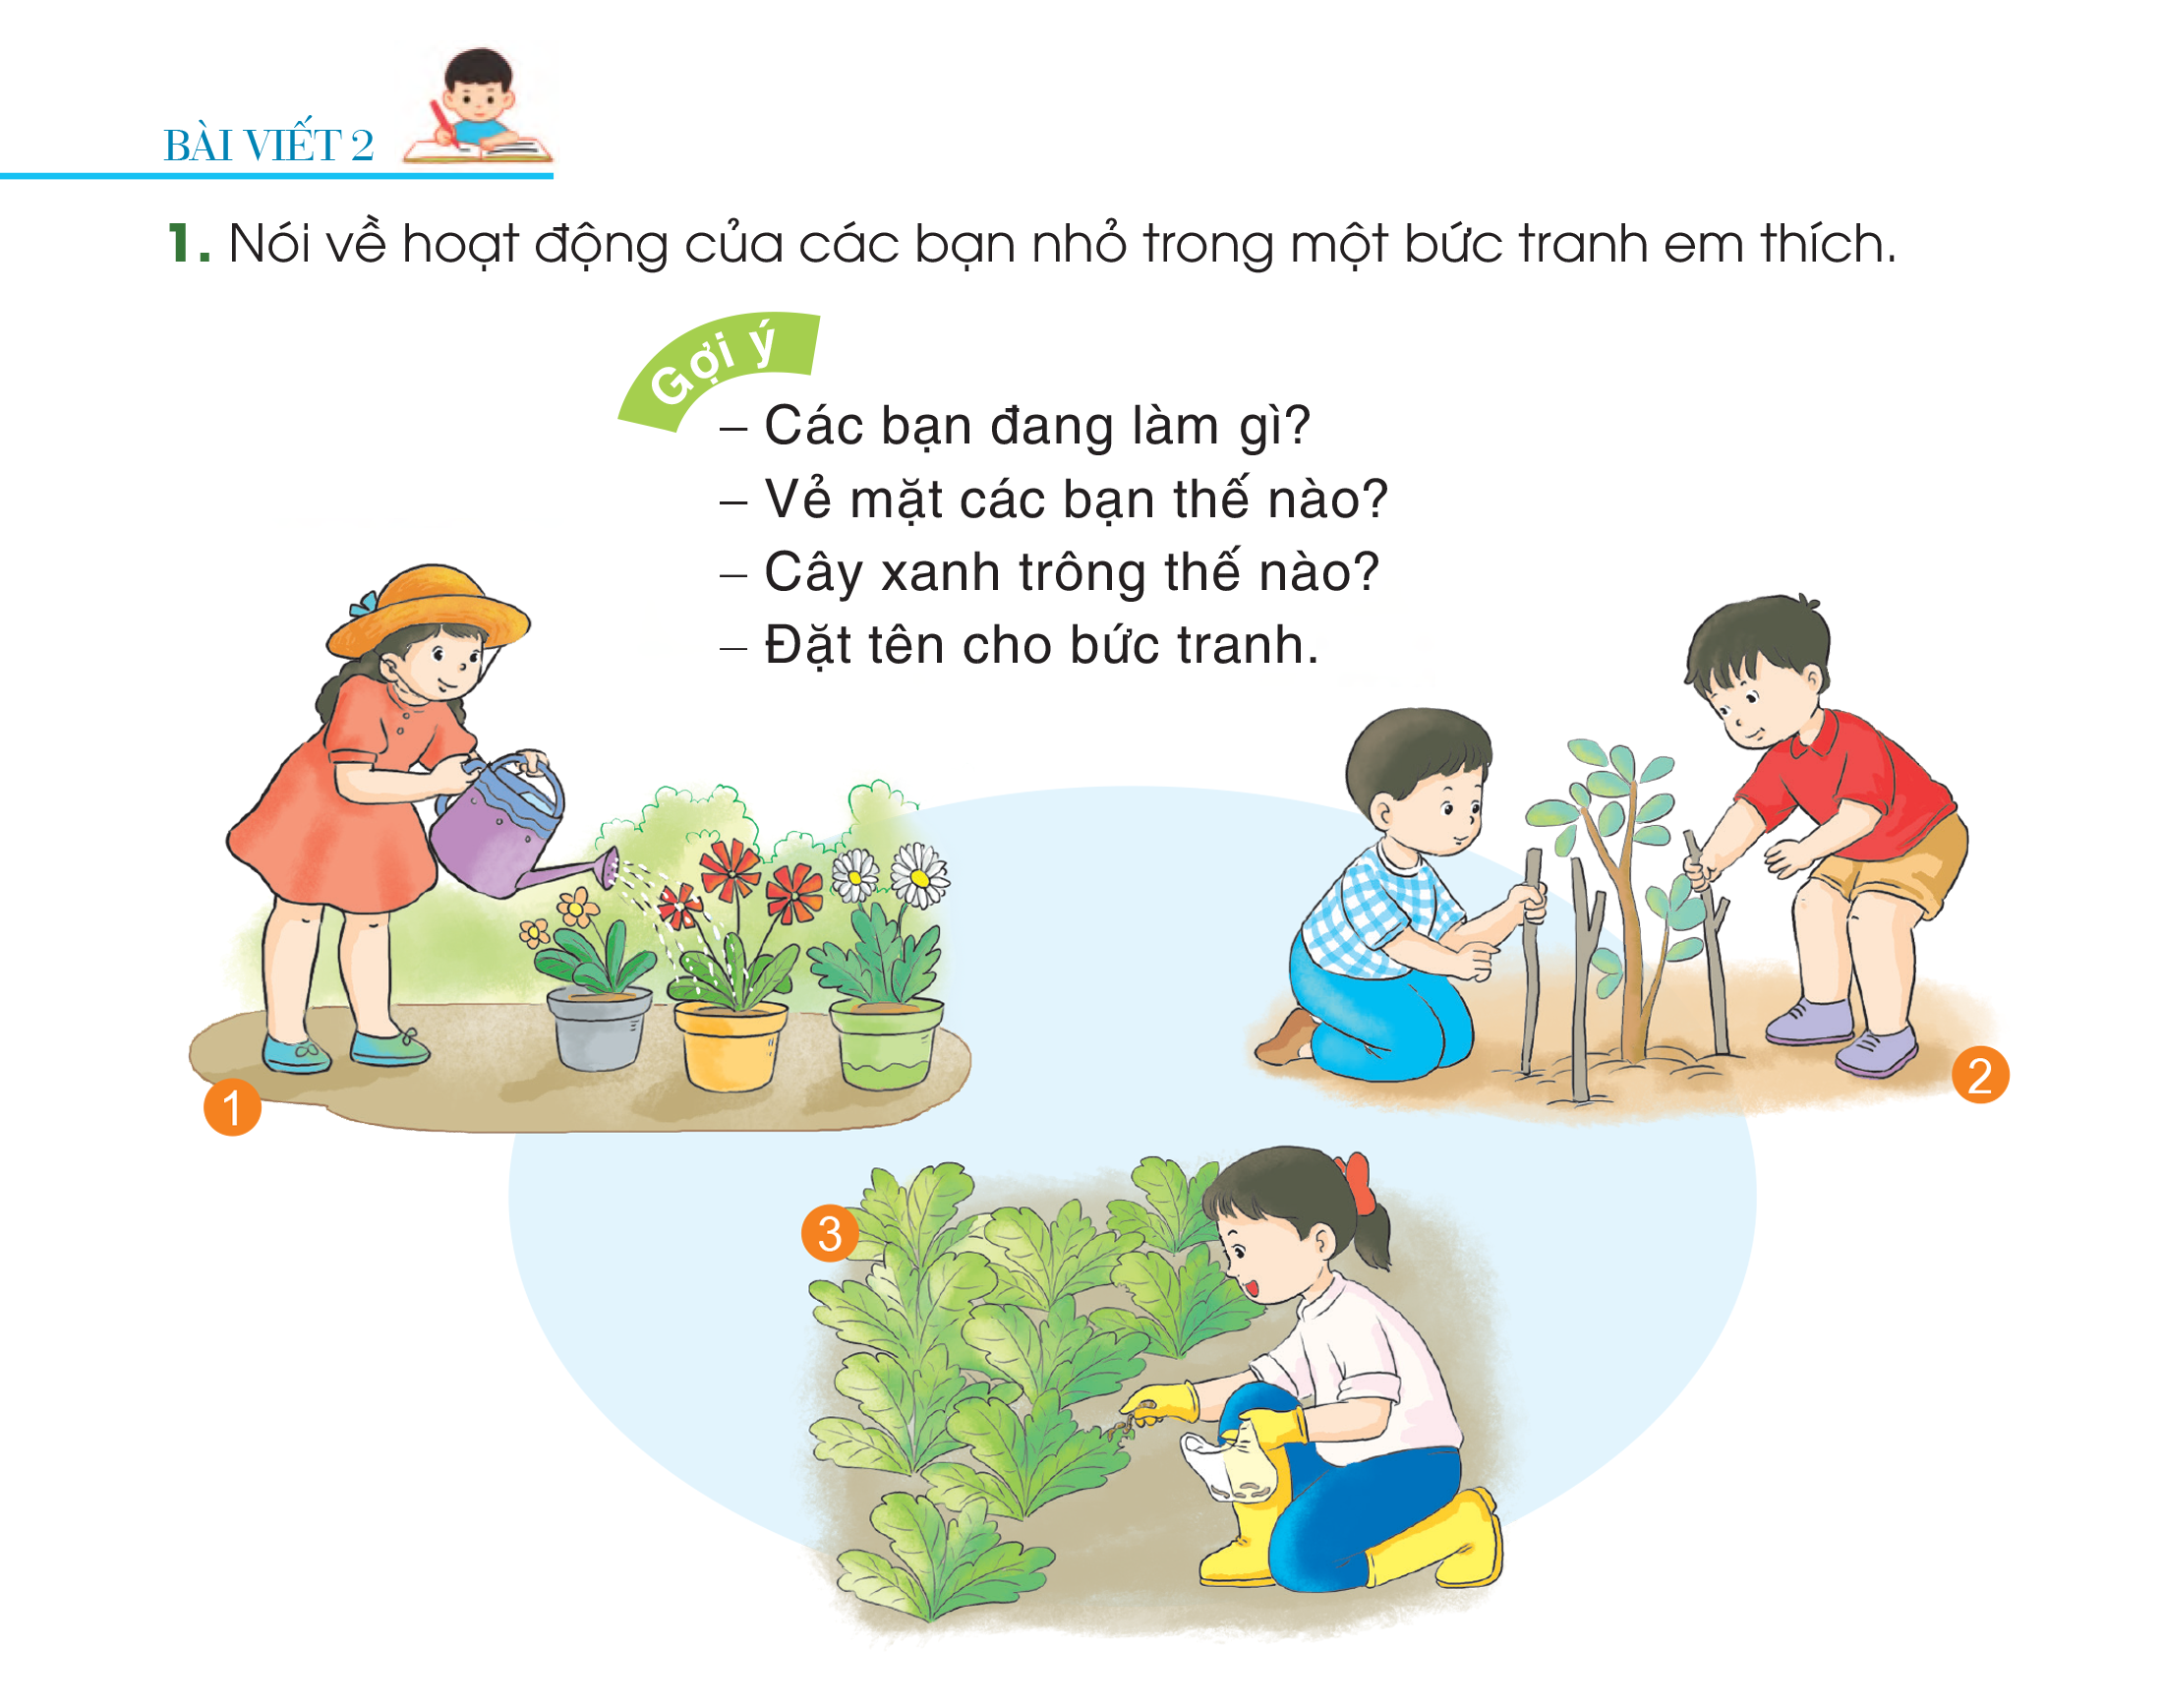 BÀI VIẾT 2
1. Nói về hoạt động của các bạn nhỏ trong một bức tranh em thích.
Gợi ý
– Các bạn đang làm gì?
– Vẻ mặt các bạn thế nào?
– Cây xanh trông thế nào?
– Đặt tên cho bức tranh.
1
2
3